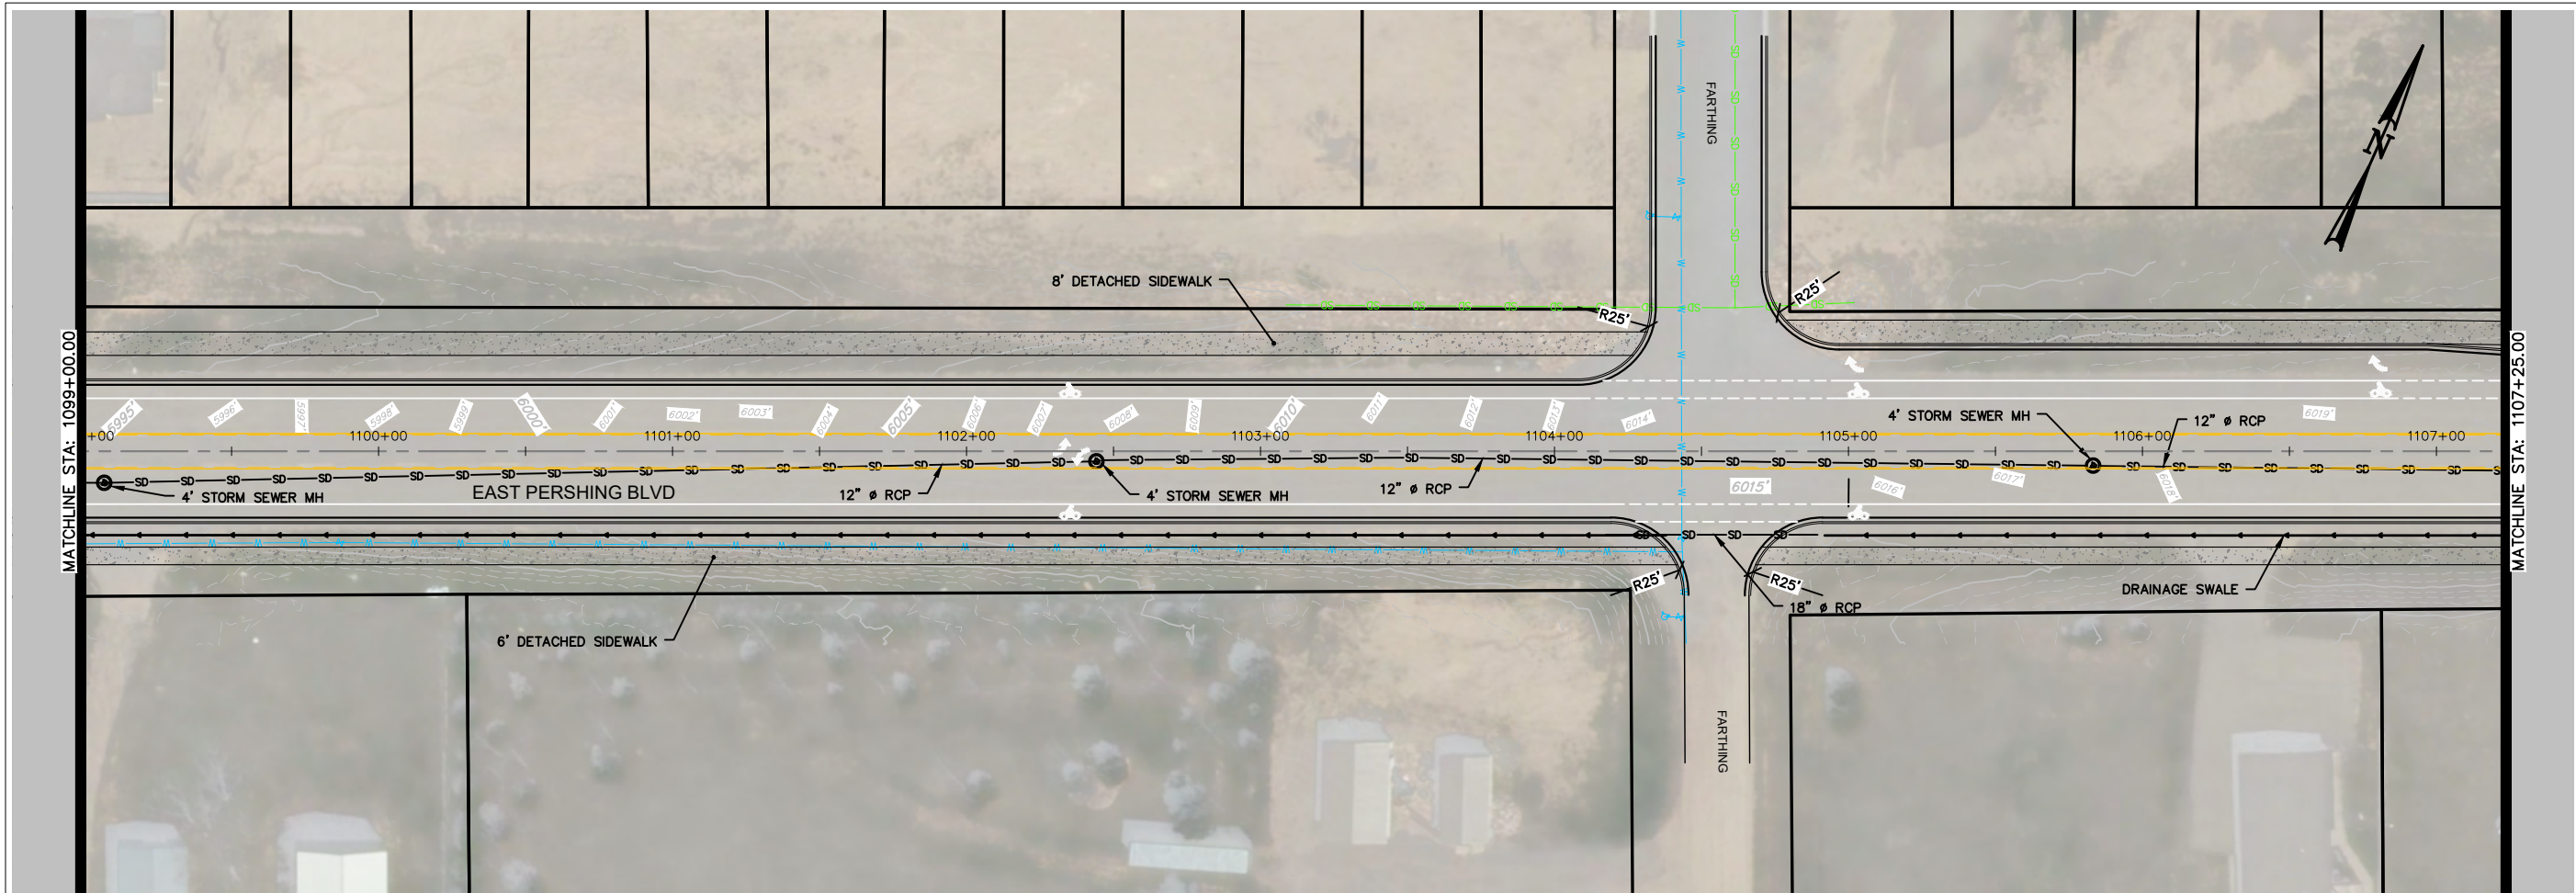 FARTHING
N
8' DETACHED SIDEWALK
R25'
R25'
MATCHLINE STA: 1099+00.00
MATCHLINE STA: 1107+25.00
5995'
5996'
5997'
5998'
5999'
6000'
6001'
6002'
6003'
6004'
6005'
6006'
6007'
6008'
6009'
6010'
6011'
6012'
6013'
6014'
6019'
4' STORM SEWER MH
12" Ø RCP
+00
1100+00
1101+00
1102+00
1103+00
1104+00
1105+00
1106+00
1107+00
4' STORM SEWER MH
EAST PERSHING BLVD
12" Ø RCP
4' STORM SEWER MH
12" Ø RCP
6015'
6016'
6017'
6018'
R25'
R25'
18" Ø RCP
DRAINAGE SWALE
6' DETACHED SIDEWALK
FARTHING